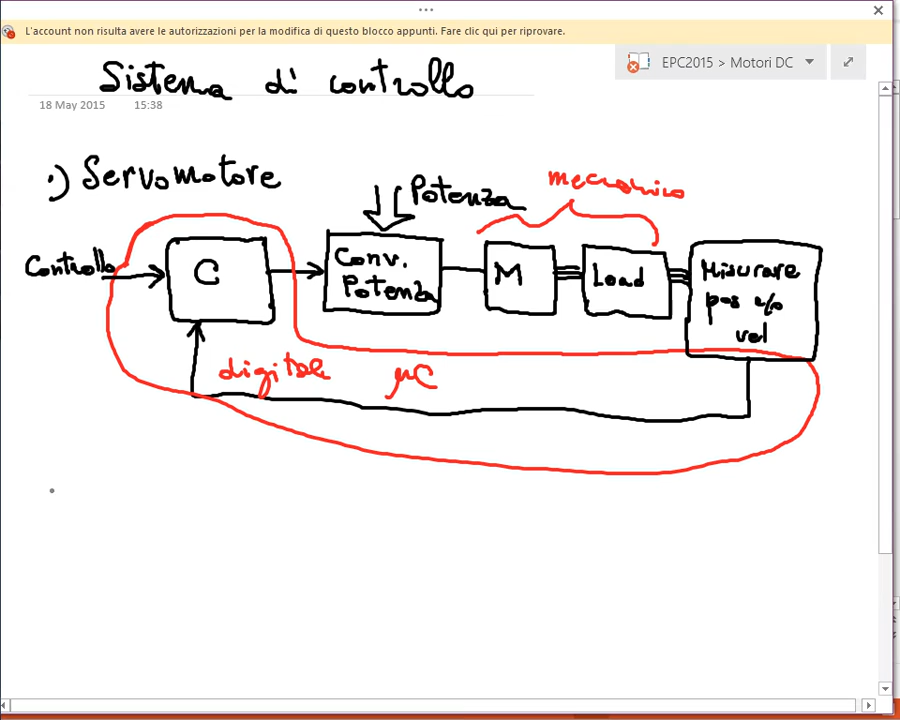 L'account non risulta avere le autorizzazioni per la modifica di questo blocco appunti. Fare clic qui per riprovare.
EPC2015 > Motori DC
Sistema di controllo
18 May 2015 15:38
·) Servomotore
Potenza
meccanico
Controllo
C
Conv.
Potenza
M
Load
Misurare
pos e/o
vel
digitale μC